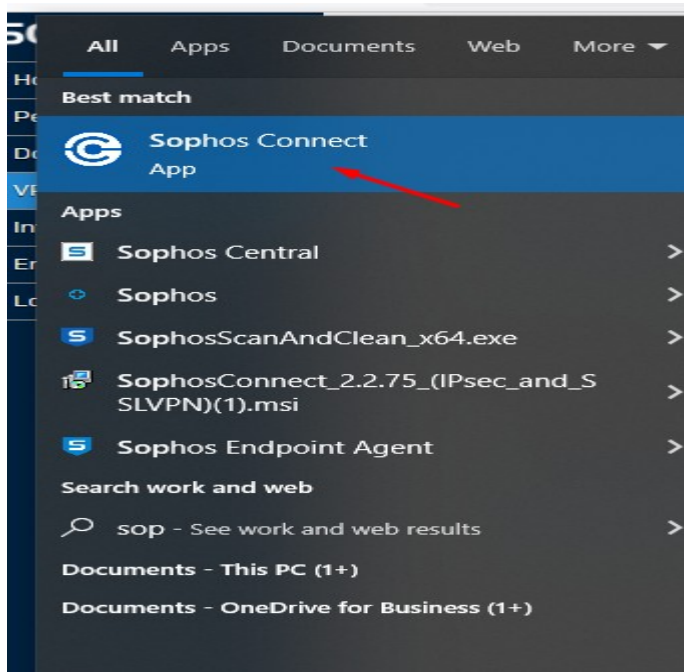 All Apps Documents Web More
Best match
Sophos Connect
App
Apps
Sophos Central
Sophos
SophosScanAndClean_x64.exe
SophosConnect_2.2.75_(IPsec_and_S
SLVPN)(1).msi
Sophos Endpoint Agent
Search work and web
sop - See work and web results
Documents - This PC (1+)
Documents - OneDrive for Business (1+)